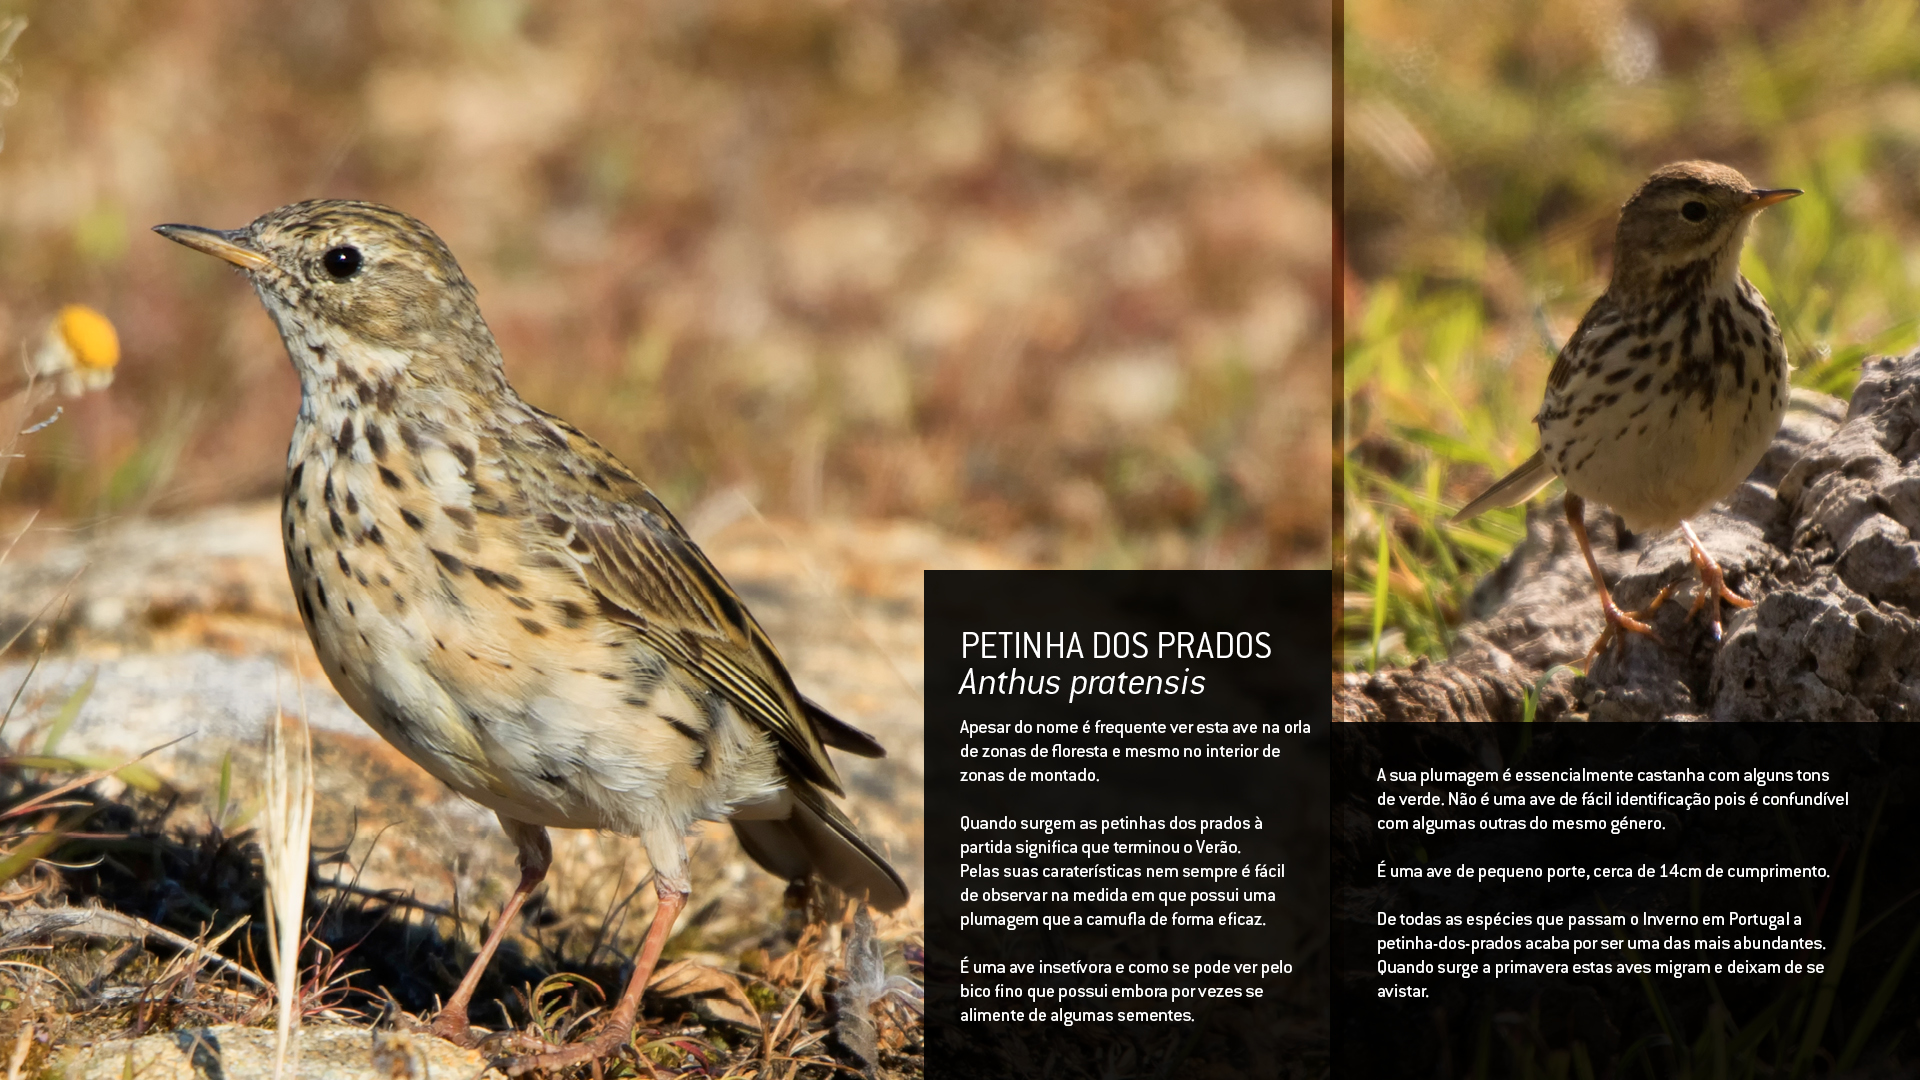 PETINHA DOS PRADOS
Anthus pratensis
Apesar do nome é frequente ver esta ave na orla
de zonas de floresta e mesmo no interior de
zonas de montado.
Quando surgem as petinhas dos prados à
partida significa que terminou o Verão.
Pelas suas caraterísticas nem sempre é fácil
de observar na medida em que possui uma
plumagem que a camufla de forma eficaz.
É uma ave insetívora e como se pode ver pelo
bico fino que possui embora por vezes se
alimente de algumas sementes.
A sua plumagem é essencialmente castanha com alguns tons
de verde. Não é uma ave de fácil identificação pois é confundível
com algumas outras do mesmo género.
É uma ave de pequeno porte, cerca de 14cm de cumprimento.
De todas as espécies que passam o Inverno em Portugal a
petinha-dos-prados acaba por ser uma das mais abundantes.
Quando surge a primavera estas aves migram e deixam de se
avistar.